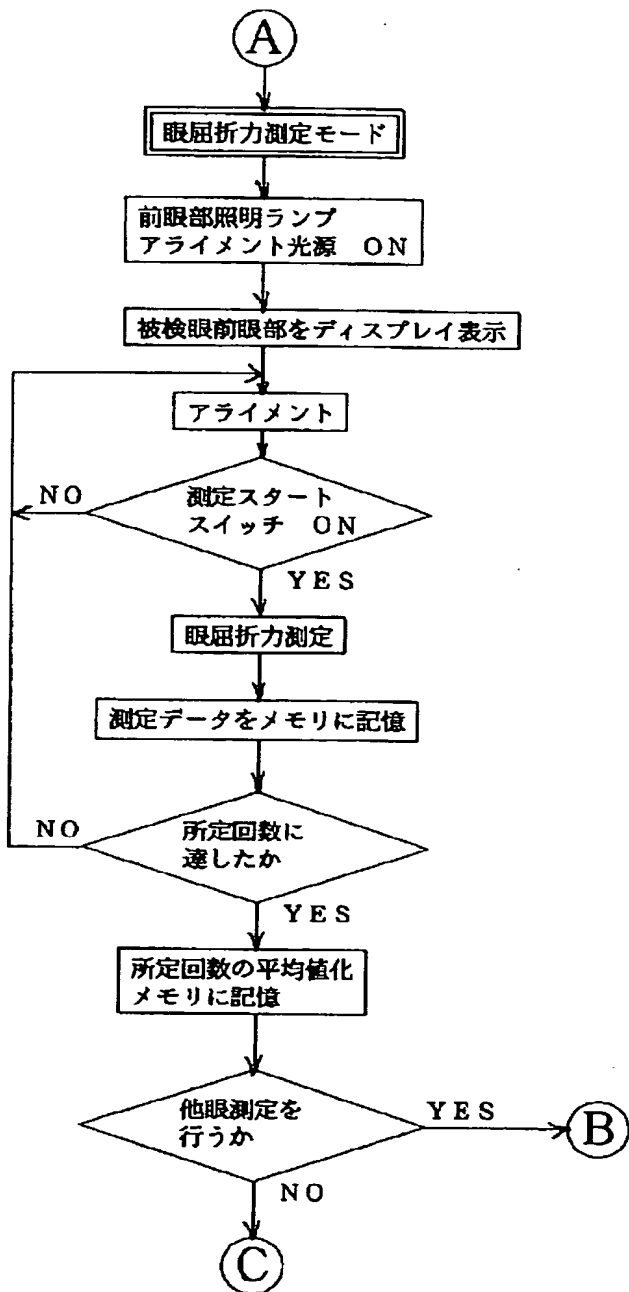 A
眼屈折力測定モード
前眼部照明ランプ
アライメント光源 ON
被検眼前眼部をディスプレイ表示
アライメント
NO
測定スタート
スイッチ ON
YES
眼屈折力測定
測定データをメモリに記憶
NO
所定回数に
達したか
YES
所定回数の平均値化
メモリに記憶
他眼測定を
行うか
YES
B
NO
C